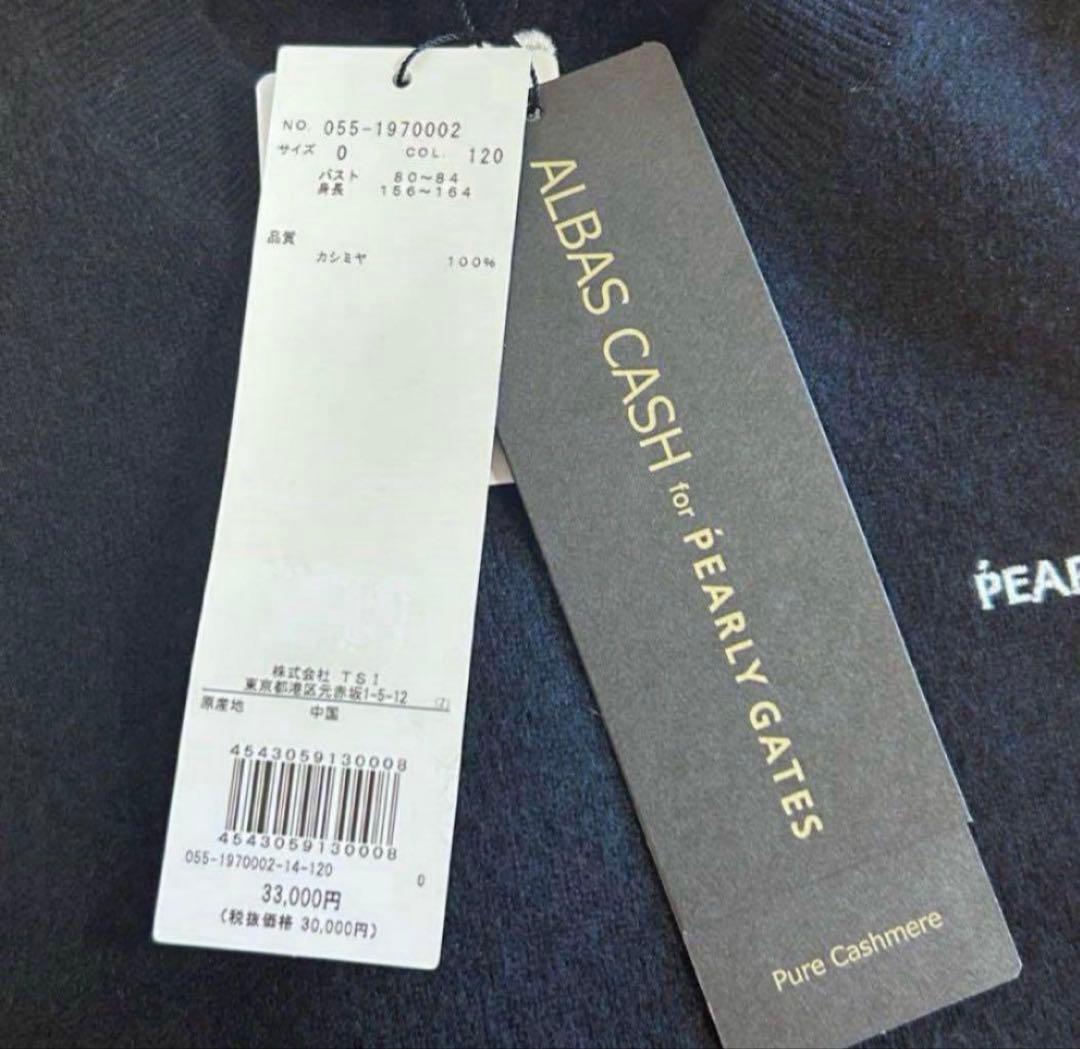 NO. 055-1970002
サイズ 0 COL. 120
バスト 80~84
身長 156~164
品質
カシミヤ 100%
株式会社 TSI
東京都港区元赤坂1-5-12 (Z)
原産地 中国
4543059130008
4543059130008
055-1970002-14-120
0
33,000円
(税抜価格 30,000円)
ALBAS CASH for PEARLY GATES
Pure Cashmere
PEAR